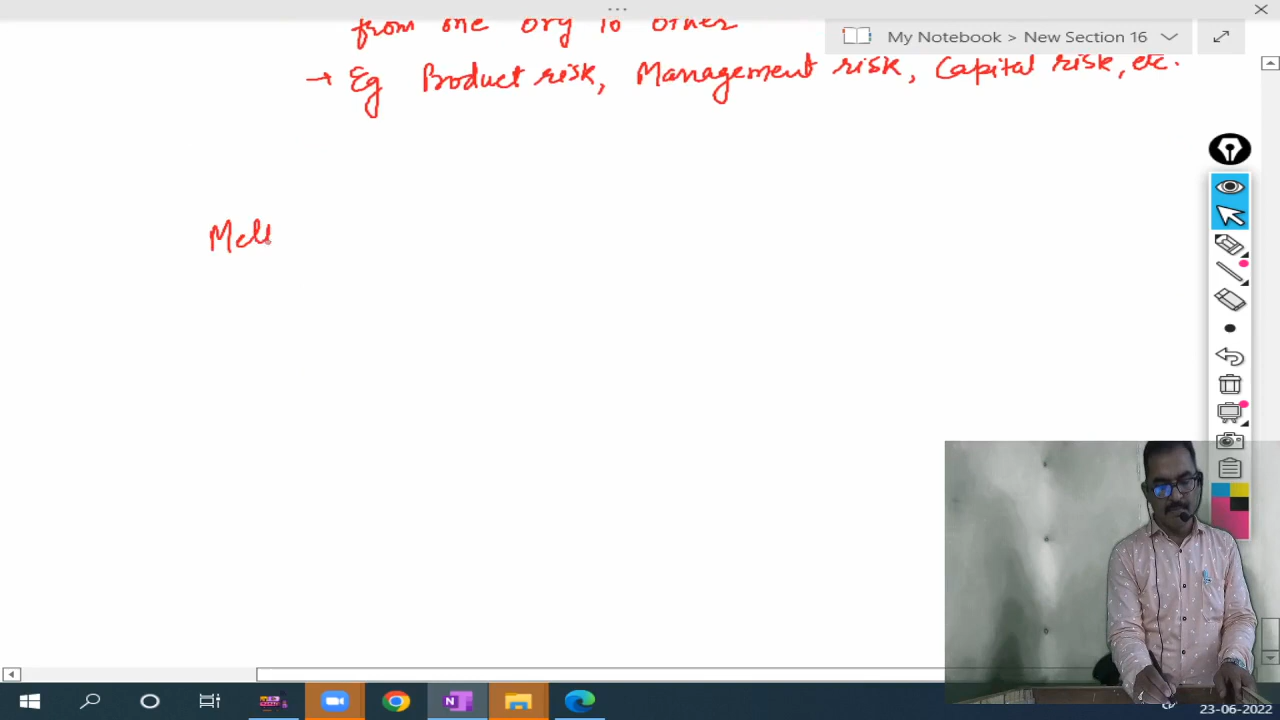 from one org to other
My Notebook > New Section 16
→ Eg Product risk, Management risk, Capital risk, etc.
23-06-2022